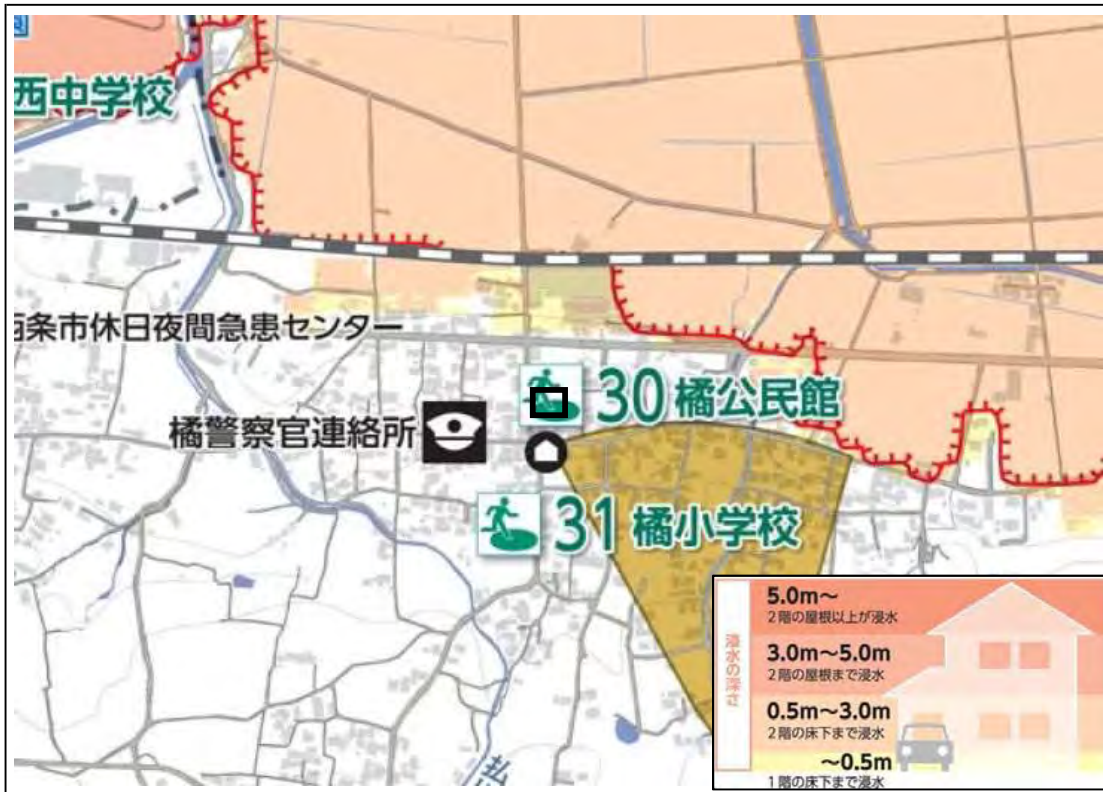 西中学校
西条市休日夜間急患センター
30 橘公民館
橘警察官連絡所
31 橘小学校
払
浸水の深さ
5.0m～
2階の屋根以上が浸水
3.0m～5.0m
2階の屋根まで浸水
0.5m～3.0m
2階の床下まで浸水
～0.5m
1階の床下まで浸水